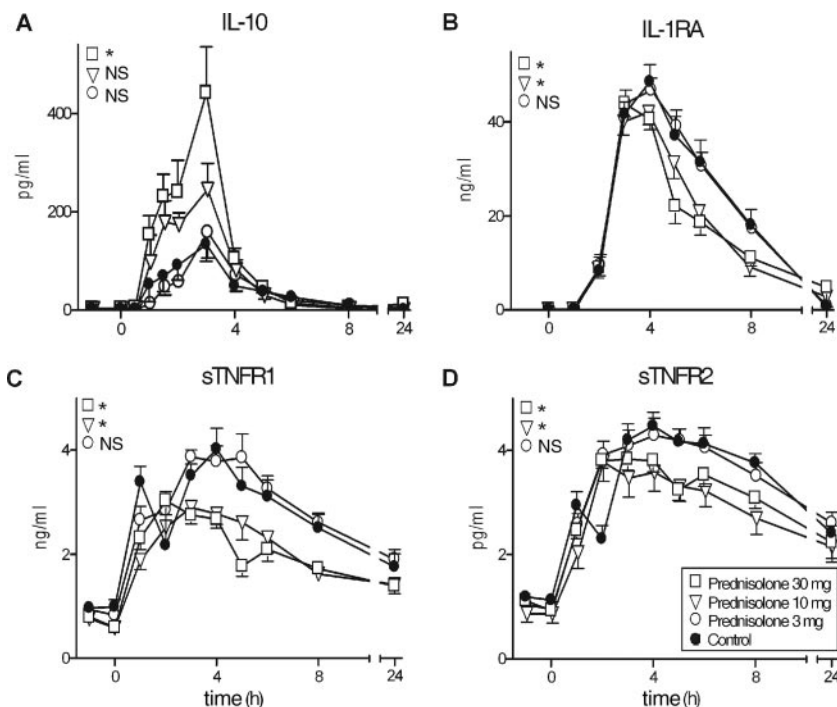 A
IL-10
*
NS
NS
pg/ml
400
200
0
0
4
8
24
B
IL-1RA
*
*
NS
ng/ml
40
20
0
0
4
8
24
C
sTNFR1
*
*
NS
ng/ml
4
2
0
0
4
8
24
time (h)
D
sTNFR2
*
*
NS
pg/ml
4
2
0
Prednisolone 30 mg
Prednisolone 10 mg
Prednisolone 3 mg
Control
0
4
8
24
time (h)